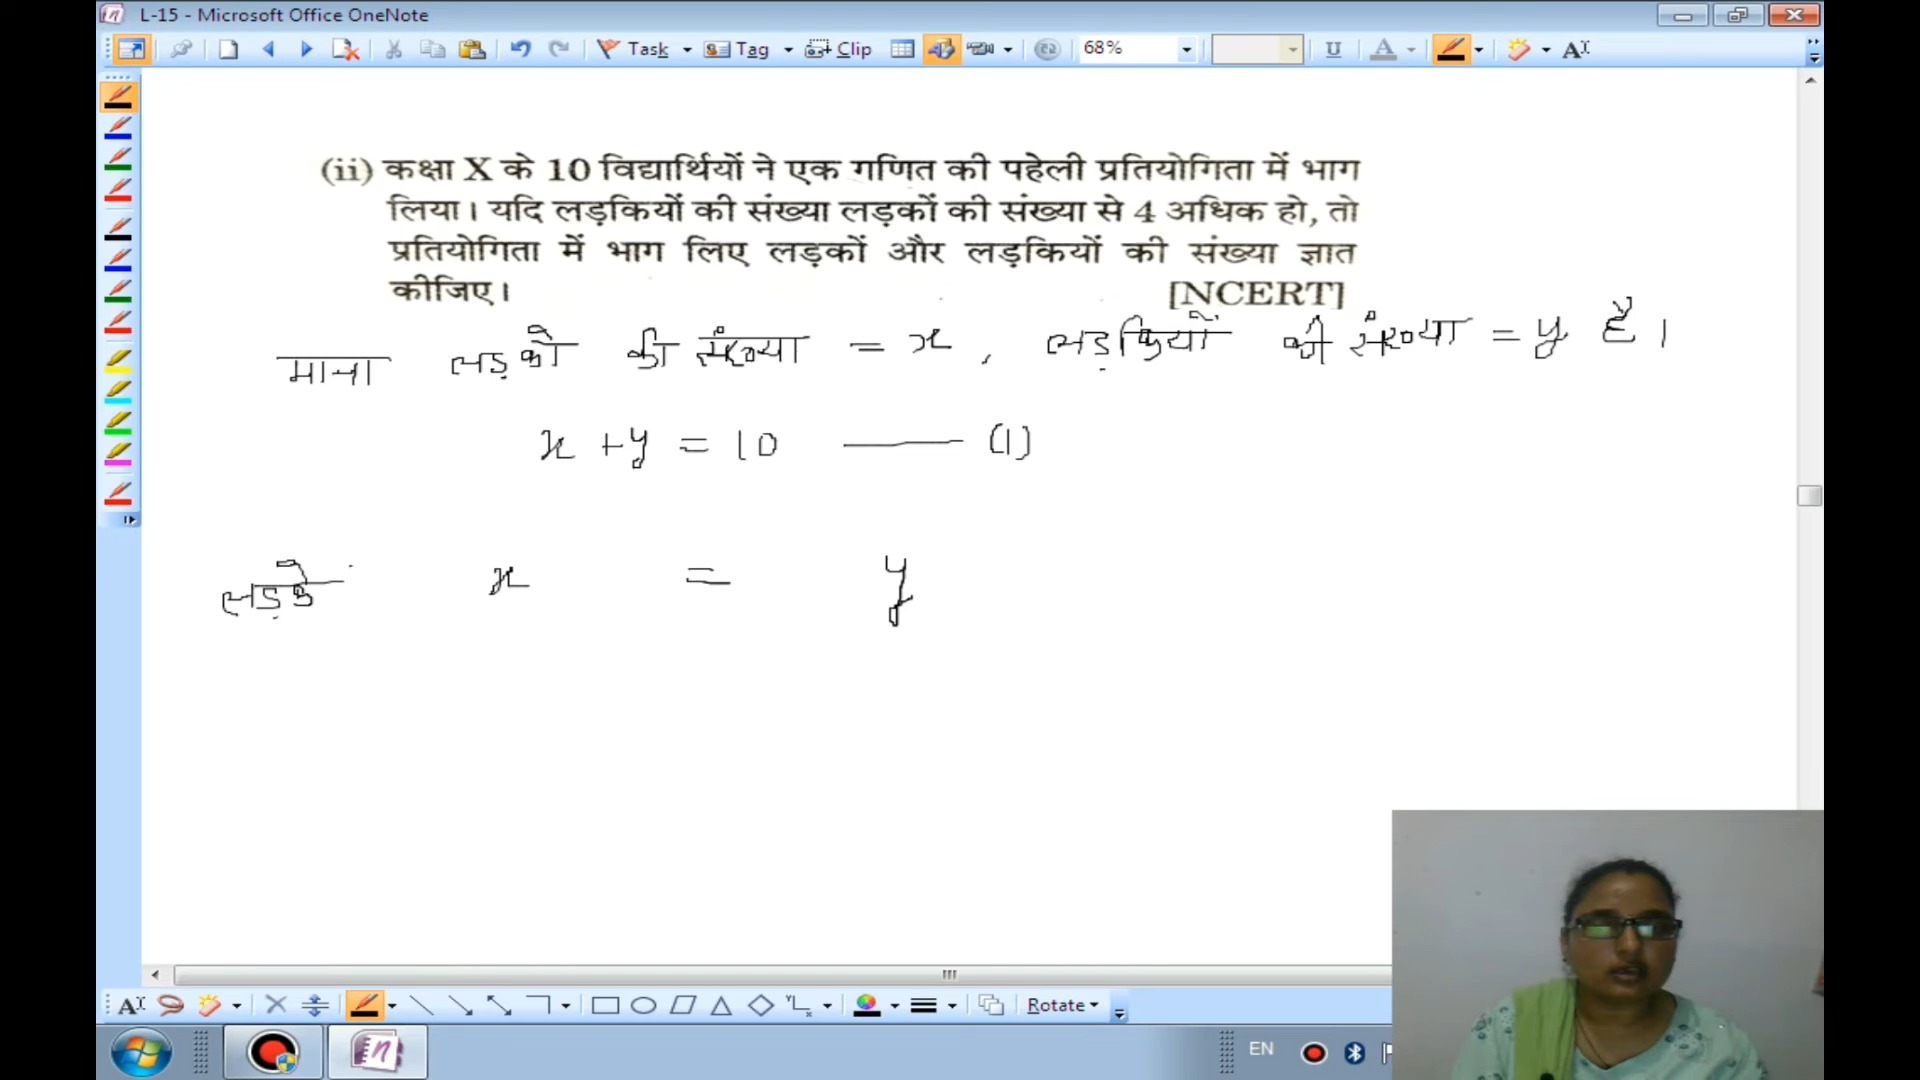 L-15 - Microsoft Office OneNote
Task Tag Clip 68% U A A
(ii) कक्षा X के 10 विद्यार्थियों ने एक गणित की पहेली प्रतियोगिता में भाग
लिया। यदि लड़कियों की संख्या लड़कों की संख्या से 4 अधिक हो, तो
प्रतियोगिता में भाग लिए लड़कों और लड़कियों की संख्या ज्ञात
कीजिए। [NCERT]
माना लड़को की संख्या = x , लड़कियों की संख्या = y है।
x + y = 10 —— (1)
लड़के x = y
A Rotate
EN